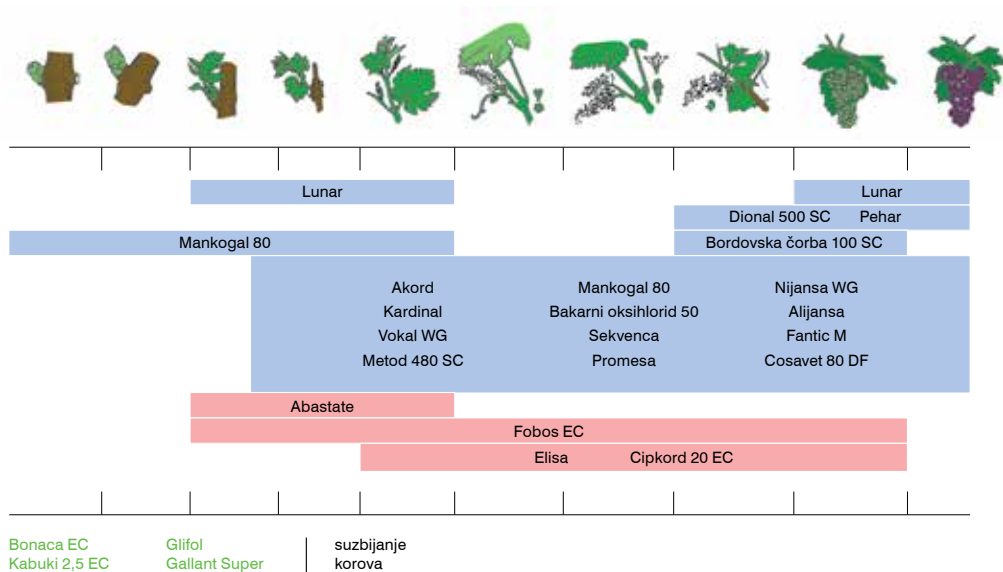 Lunar
Lunar
Dional 500 SC Pehar
Mankogal 80
Bordovska čorba 100 SC
Akord Mankogal 80 Nijansa WG
Kardinal Bakarni oksihlorid 50 Alijansa
Vokal WG Sekvenca Fantic M
Metod 480 SC Promesa Cosavet 80 DF
Abastate
Fobos EC
Elisa Cipkord 20 EC
Bonaca EC Glifol suzbijanje
Kabuki 2,5 EC Gallant Super korova